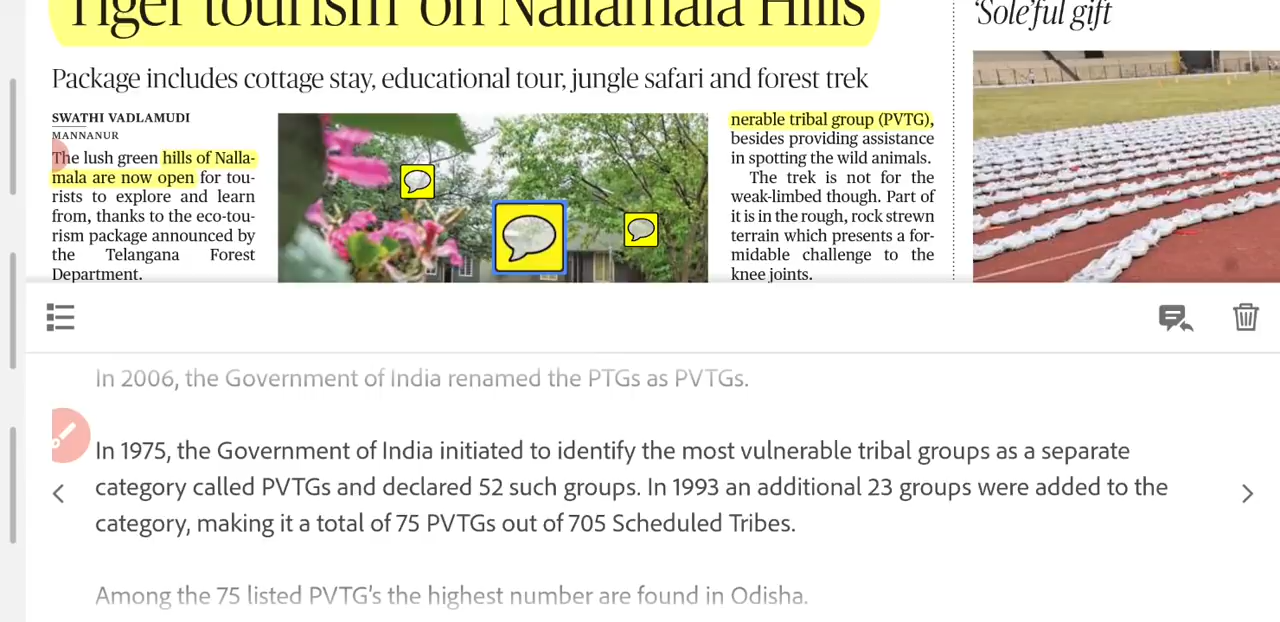 Tiger tourism on Nallamala Hills
Package includes cottage stay, educational tour, jungle safari and forest trek
SWATHI VADLAMUDI
MANNANUR
The lush green hills of Nalla-
mala are now open for tou-
rists to explore and learn
from, thanks to the eco-tou-
rism package announced by
the Telangana Forest
Department.
nerable tribal group (PVTG),
besides providing assistance
in spotting the wild animals.
The trek is not for the
weak-limbed though. Part of
it is in the rough, rock strewn
terrain which presents a for-
midable challenge to the
knee joints.
‘Sole’ful gift
In 2006, the Government of India renamed the PTGs as PVTGs.
In 1975, the Government of India initiated to identify the most vulnerable tribal groups as a separate
category called PVTGs and declared 52 such groups. In 1993 an additional 23 groups were added to the
category, making it a total of 75 PVTGs out of 705 Scheduled Tribes.
Among the 75 listed PVTG's the highest number are found in Odisha.